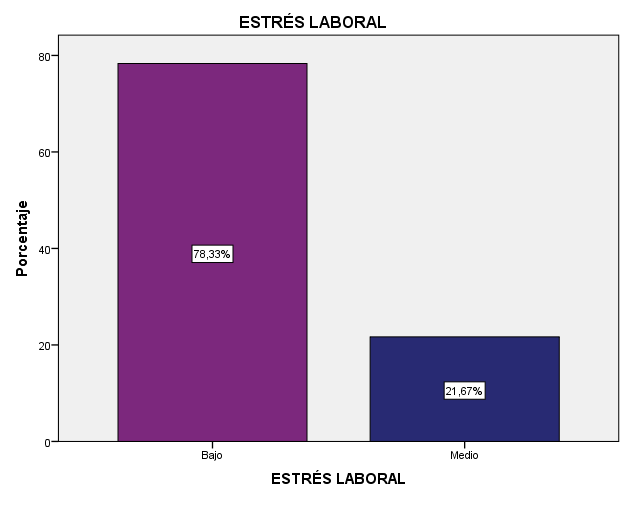 ESTRÉS LABORAL
Porcentaje
80
60
40
20
0
78,33%
21,67%
Bajo
Medio
ESTRÉS LABORAL